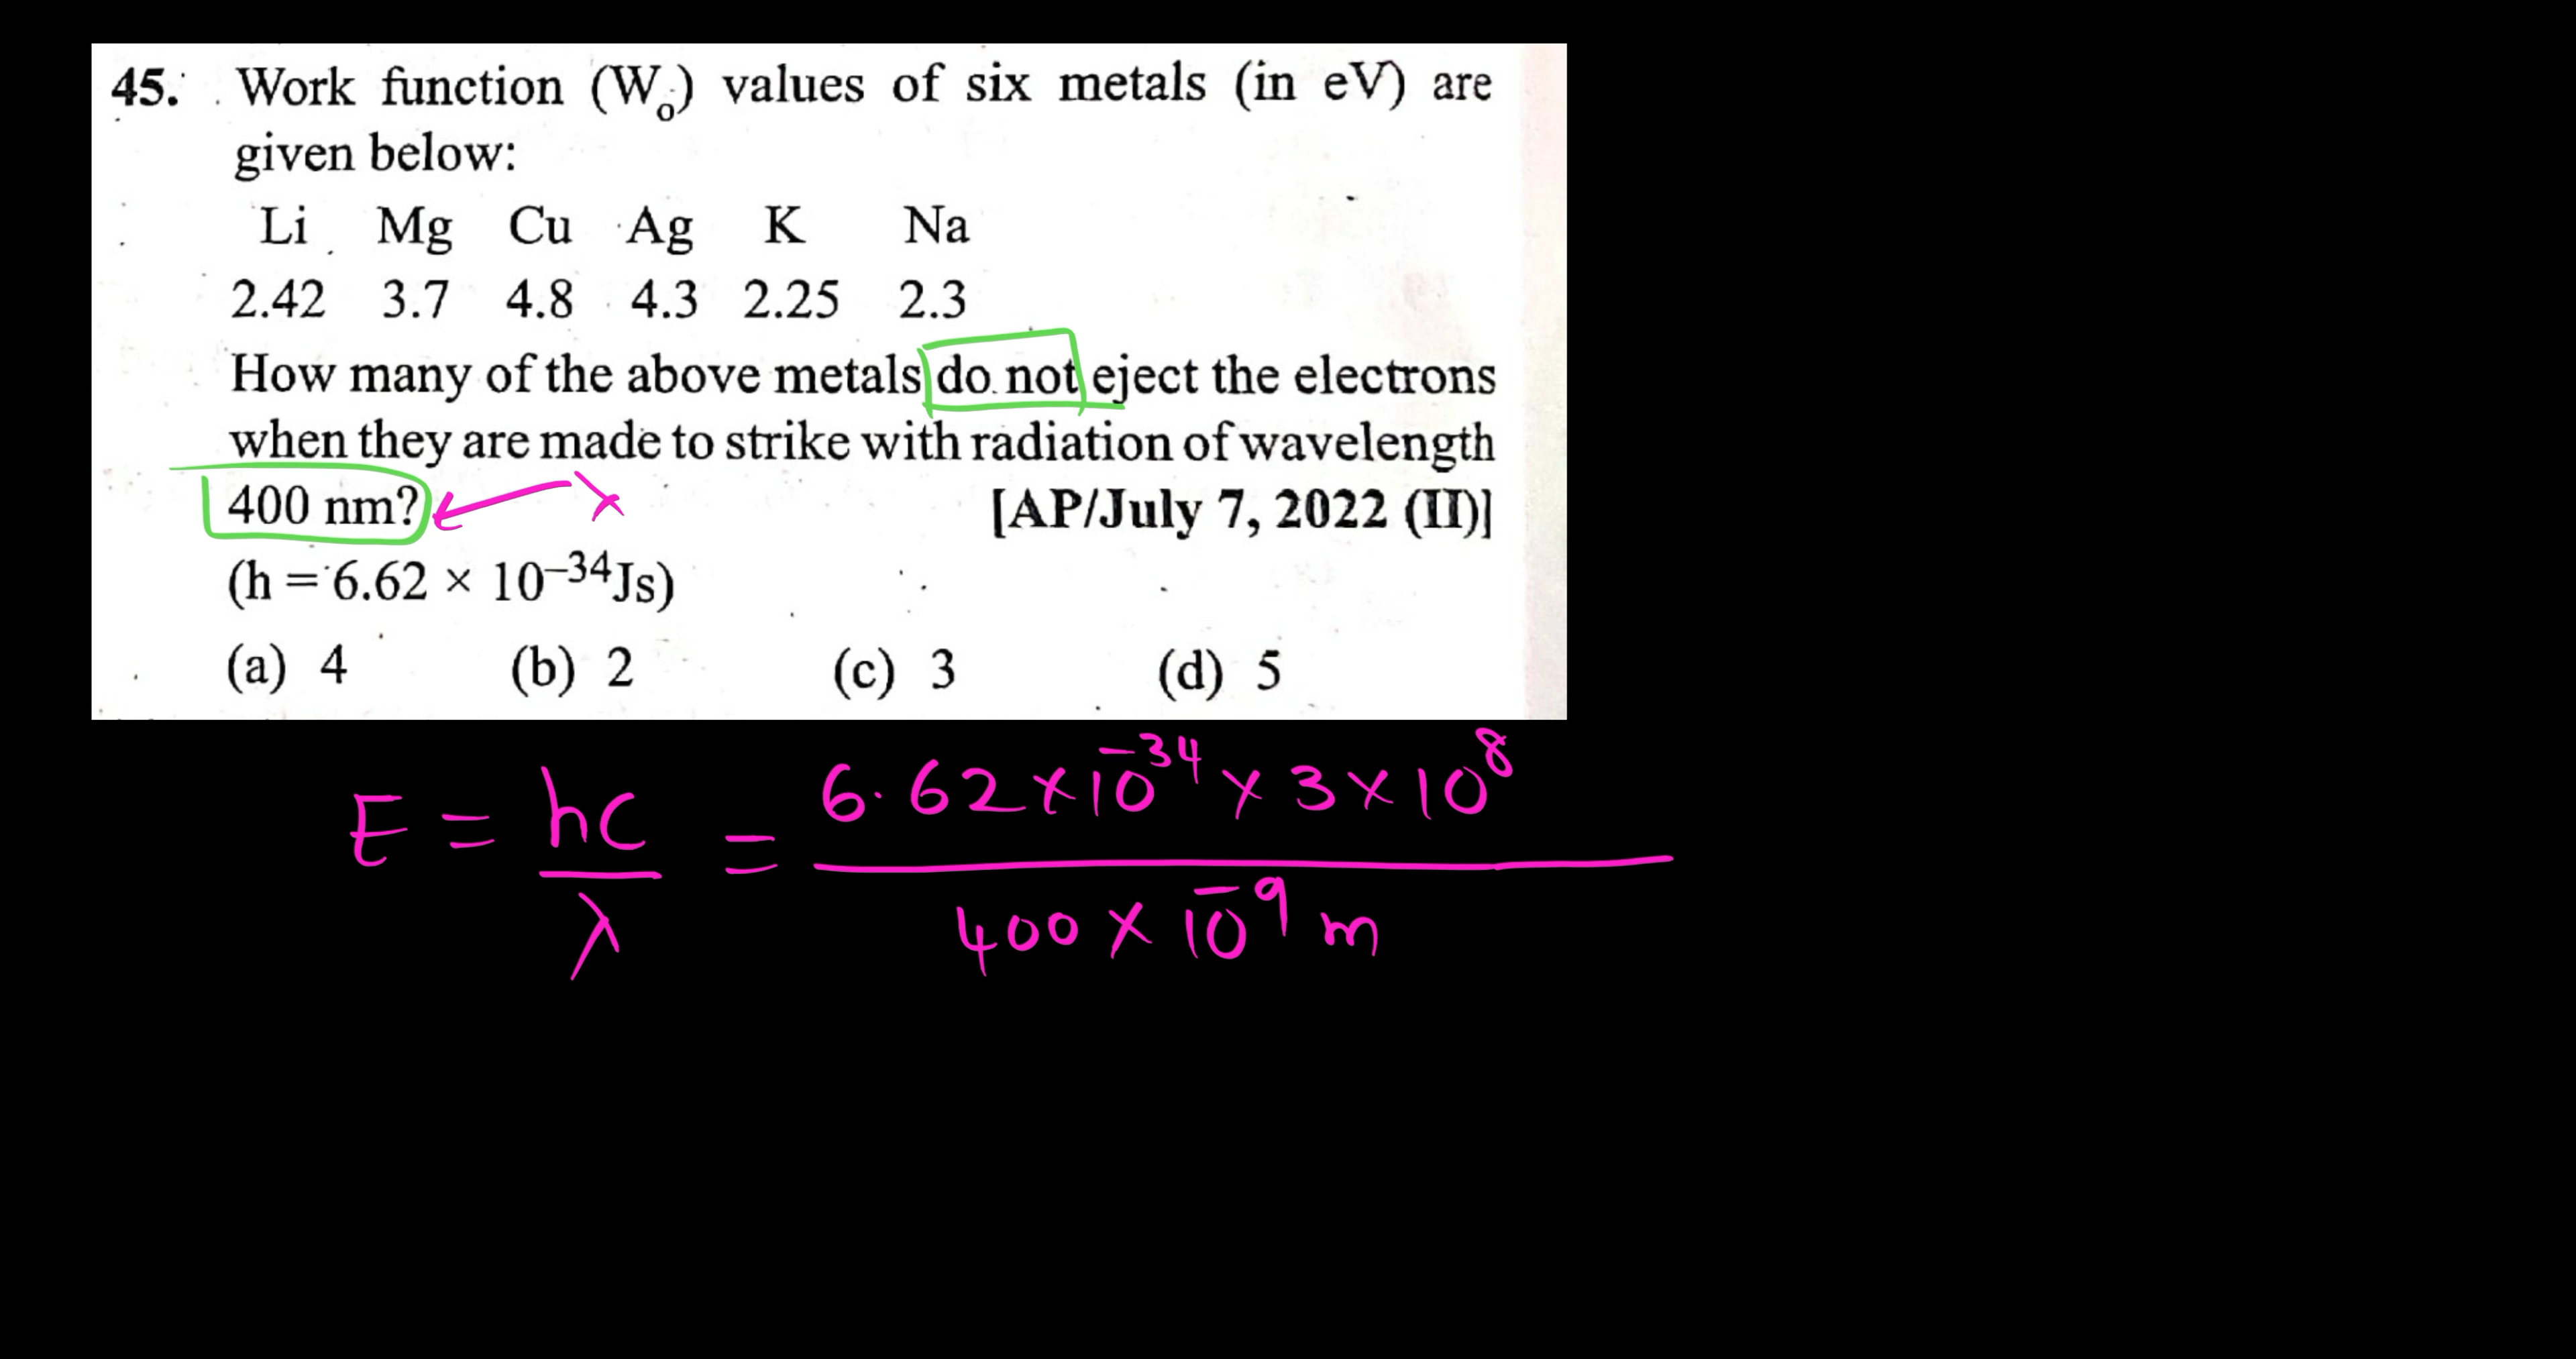 45. Work function (Wₒ) values of six metals (in eV) are
given below:
Li Mg Cu Ag K Na
2.42 3.7 4.8 4.3 2.25 2.3
How many of the above metals do not eject the electrons
when they are made to strike with radiation of wavelength
400 nm? ← λ [AP/July 7, 2022 (II)]
(h = 6.62 × 10⁻³⁴Js)
(a) 4 (b) 2 (c) 3 (d) 5
E = hc/λ = 6.62 × 10⁻³⁴ × 3 × 10⁸ / 400 × 10⁻⁹ m